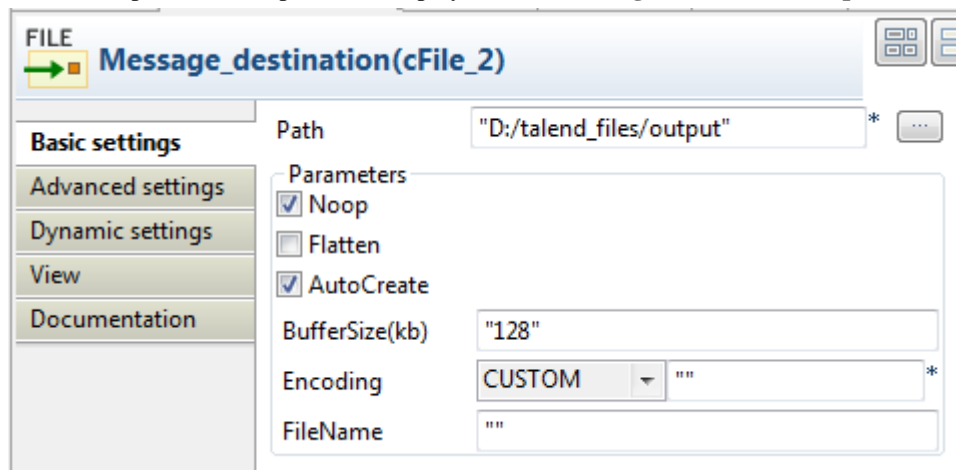 FILE
Message_destination(cFile_2)
Basic settings
Advanced settings
Dynamic settings
View
Documentation
Path "D:/talend_files/output" * ...
Parameters
Noop
Flatten
AutoCreate
BufferSize(kb) "128"
Encoding CUSTOM "" *
FileName ""